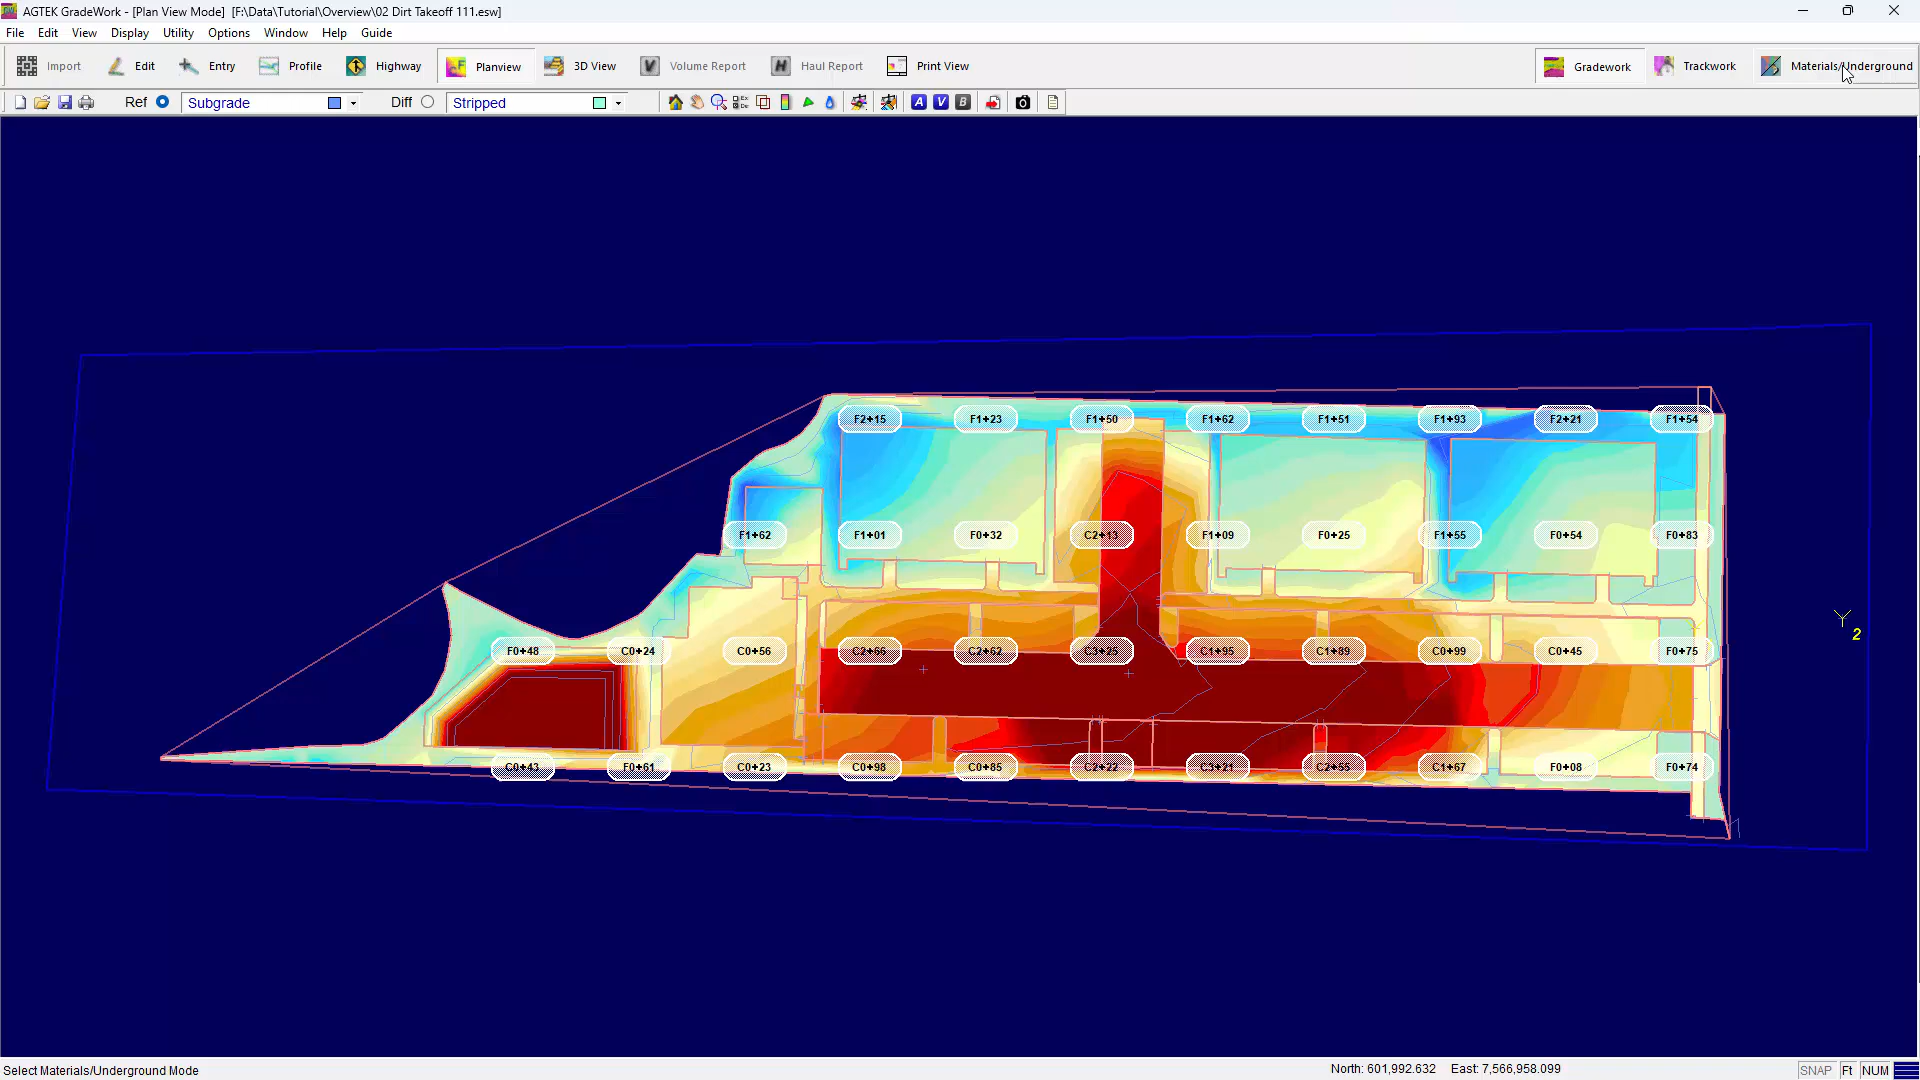 AGTEK GradeWork - [Plan View Mode]  [F:\Data\Tutorial\Overview\02 Dirt Takeoff 111.esw]
File Edit View Display Utility Options Window Help Guide
Import Edit Entry Profile Highway Planview 3D View Volume Report Haul Report Print View Gradework Trackwork Materials/Underground
Ref Subgrade Diff Stripped A V B
F2+15 F1+23 F1+50 F1+62 F1+51 F1+93 F2+21 F1+54
F1+62 F1+01 F0+32 C2+13 F1+09 F0+25 F1+55 F0+54 F0+83
2
F0+48 C0+24 C0+56 C2+66 C2+62 C3+25 C1+95 C1+89 C0+99 C0+45 F0+75
C0+43 F0+61 C0+23 C0+98 C0+85 C2+22 C3+21 C2+55 C1+67 F0+08 F0+74
Select Materials/Underground Mode North: 601,992.632 East: 7,566,958.099 SNAP Ft NUM